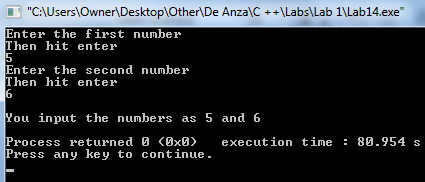 "C:\Users\Owner\Desktop\Other\De Anza\C ++\Labs\Lab 1\Lab14.exe"
Enter the first number
Then hit enter
5
Enter the second number
Then hit enter
6
You input the numbers as 5 and 6
Process returned 0 (0x0)   execution time : 80.954 s
Press any key to continue.